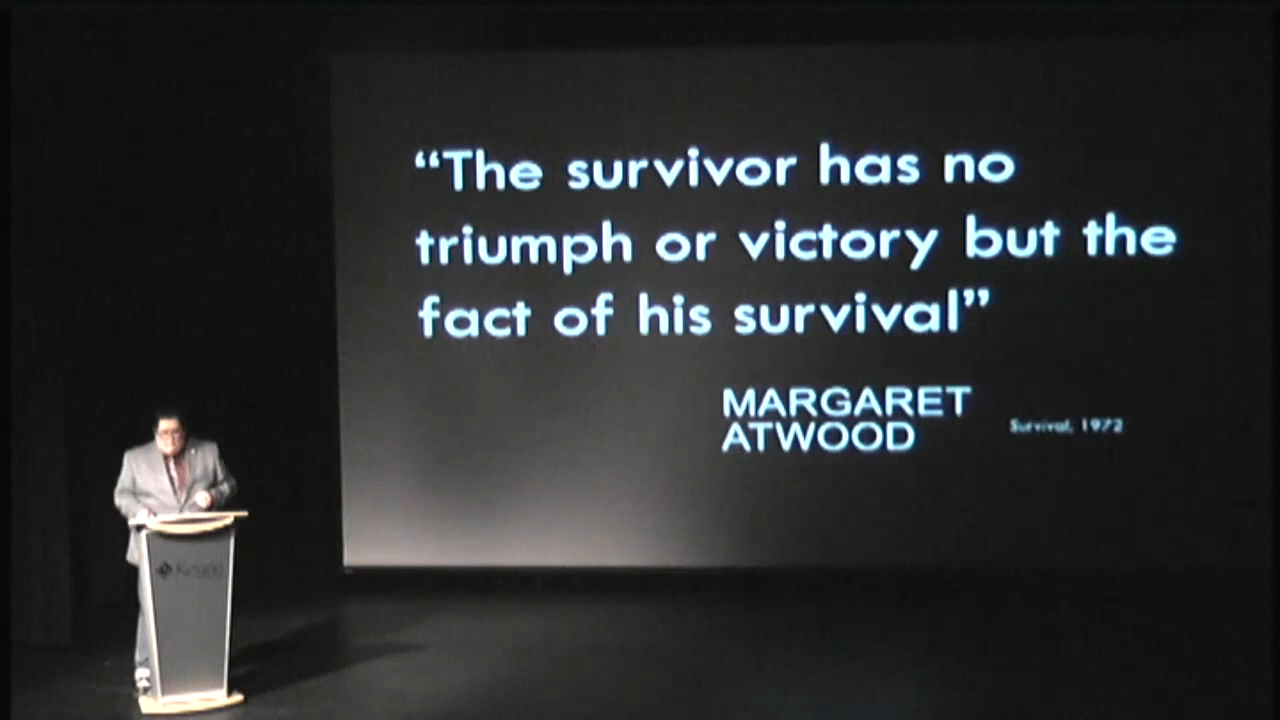 “The survivor has no
triumph or victory but the
fact of his survival”
MARGARET
ATWOOD
Survival, 1972